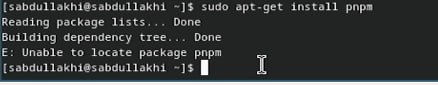 [sabdullakhi@sabdullakhi ~]$ sudo apt-get install pnpm
Reading package lists... Done
Building dependency tree... Done
E: Unable to locate package pnpm
[sabdullakhi@sabdullakhi ~]$